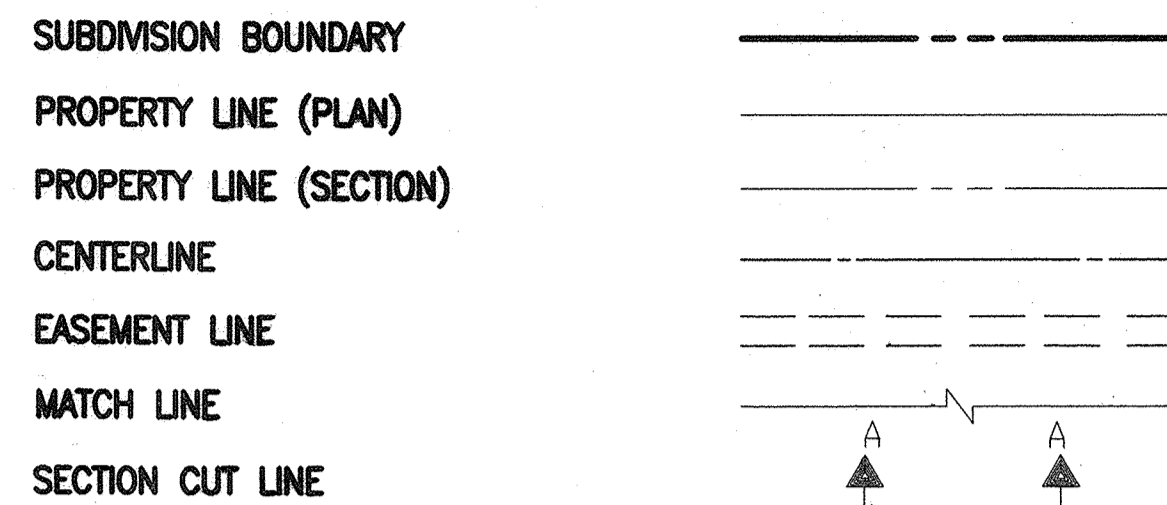 SUBDIVISION BOUNDARY
PROPERTY LINE (PLAN)
PROPERTY LINE (SECTION)
CENTERLINE
EASEMENT LINE
MATCH LINE
A A
SECTION CUT LINE